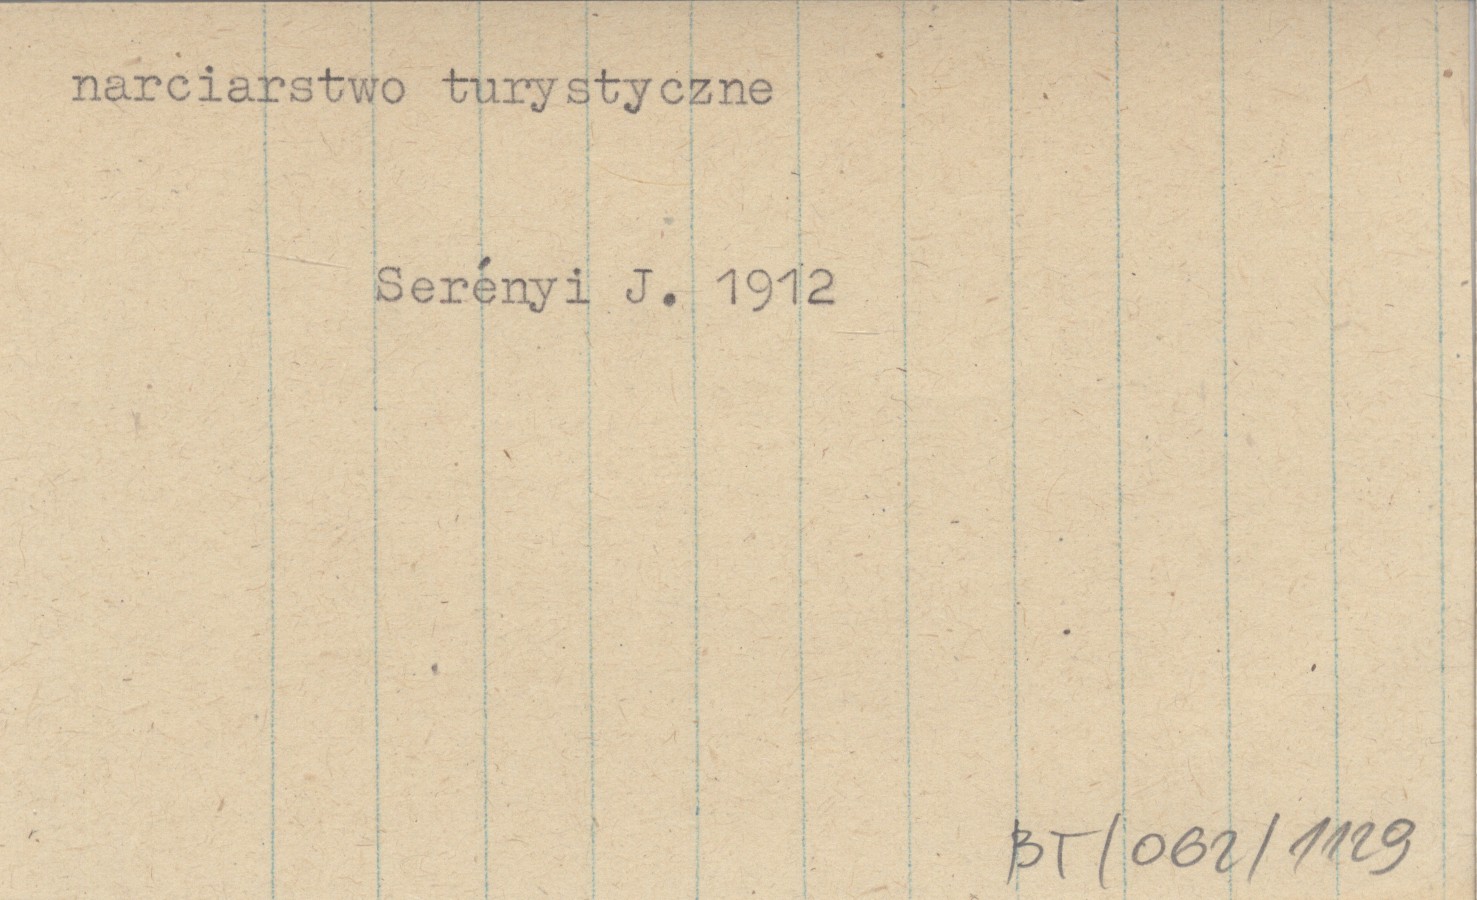 narciarstwo turystyczne
Serényi J. 1912
BT/062/1129